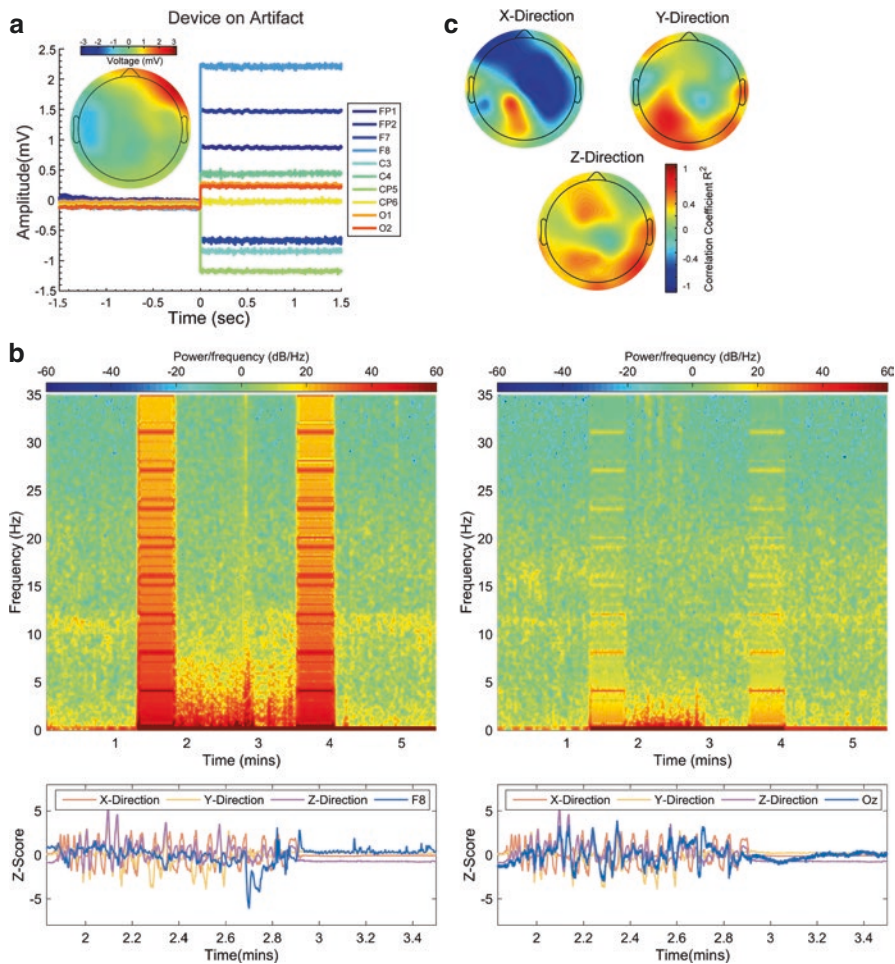 a
Device on Artifact
-3 -2 -1 0 1 2 3
Voltage (mV)
2.5
2
1.5
1
0.5
0
-0.5
-1
-1.5
Amplitude(mV)
-1.5 -1 -0.5 0 0.5 1 1.5
Time (sec)
FP1
FP2
F7
F8
C3
C4
CP5
CP6
O1
O2
c
X-Direction
Y-Direction
Z-Direction
1
0.4
0
-0.4
-1
Correlation Coefficient R²
b
Power/frequency (dB/Hz)
-60 -40 -20 0 20 40 60
35
30
25
20
15
10
5
0
Frequency (Hz)
1 2 3 4 5
Time (mins)
Power/frequency (dB/Hz)
-60 -40 -20 0 20 40 60
35
30
25
20
15
10
5
0
Frequency (Hz)
1 2 3 4 5
Time (mins)
X-Direction Y-Direction Z-Direction F8
5
0
-5
Z-Score
2 2.2 2.4 2.6 2.8 3 3.2 3.4
Time(mins)
X-Direction Y-Direction Z-Direction Oz
5
0
-5
Z-Score
2 2.2 2.4 2.6 2.8 3 3.2 3.4
Time(mins)